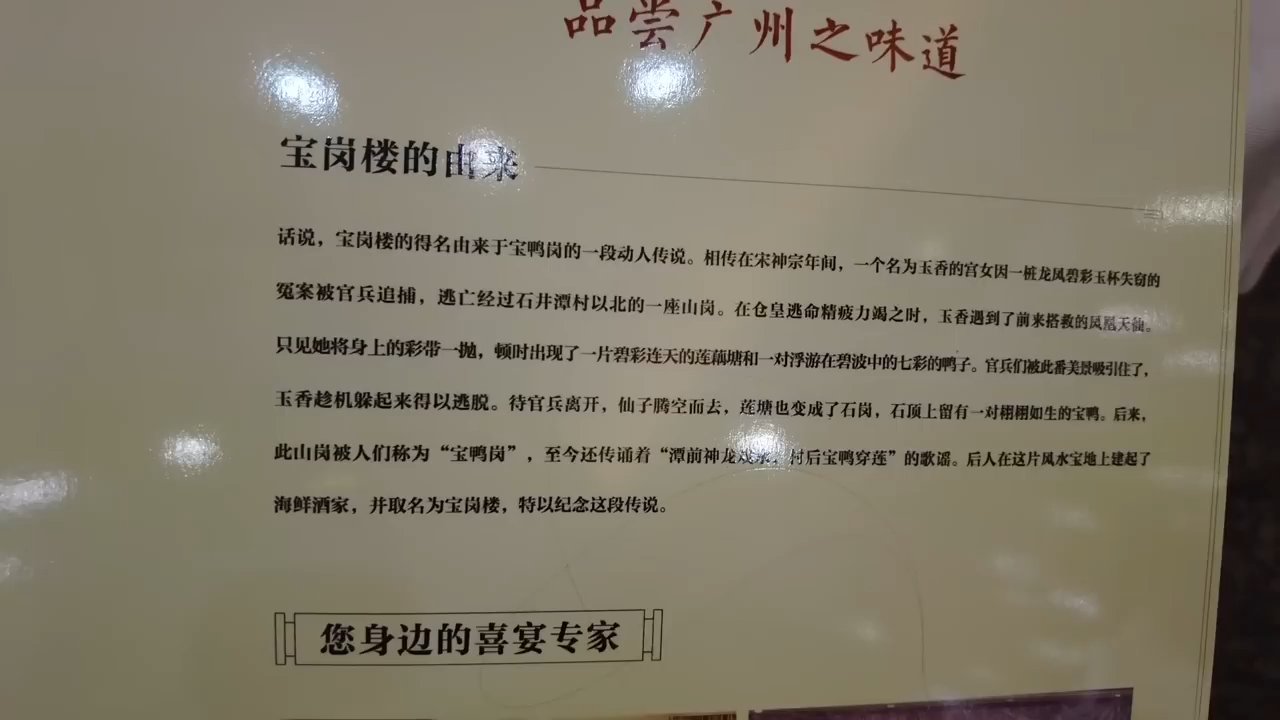 品尝广州之味道
宝岗楼的由来
话说，宝岗楼的得名由来于宝鸭岗的一段动人传说。相传在宋神宗年间，一个名为玉香的宫女因一桩龙凤碧彩玉杯失窃的
冤案被官兵追捕，逃亡经过石井潭村以北的一座山岗。在仓皇逃命精疲力竭之时，玉香遇到了前来搭救的凤凰天仙。
只见她将身上的彩带一抛，顿时出现了一片碧彩连天的莲藕塘和一对浮游在碧波中的七彩的鸭子。官兵们被此番美景吸引住了，
玉香趁机躲起来得以逃脱。待官兵离开，仙子腾空而去，莲塘也变成了石岗，石顶上留有一对栩栩如生的宝鸭。后来，
此山岗被人们称为“宝鸭岗”，至今还传诵着“潭前神龙戏水，村后宝鸭穿莲”的歌谣。后人在这片风水宝地上建起了
海鲜酒家，并取名为宝岗楼，特以纪念这段传说。
您身边的喜宴专家